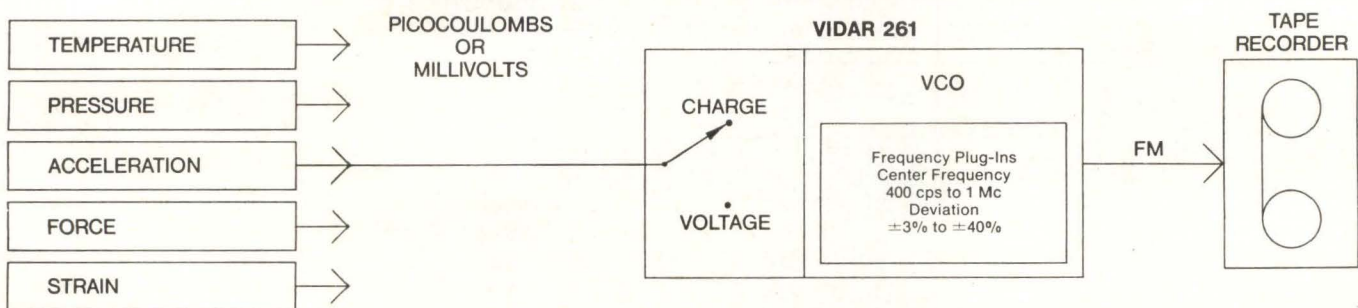 TEMPERATURE
PRESSURE
ACCELERATION
FORCE
STRAIN
PICOCOULOMBS
OR
MILLIVOLTS
VIDAR 261
CHARGE
VOLTAGE
VCO
Frequency Plug-Ins
Center Frequency
400 cps to 1 Mc
Deviation
±3% to ±40%
FM
TAPE
RECORDER